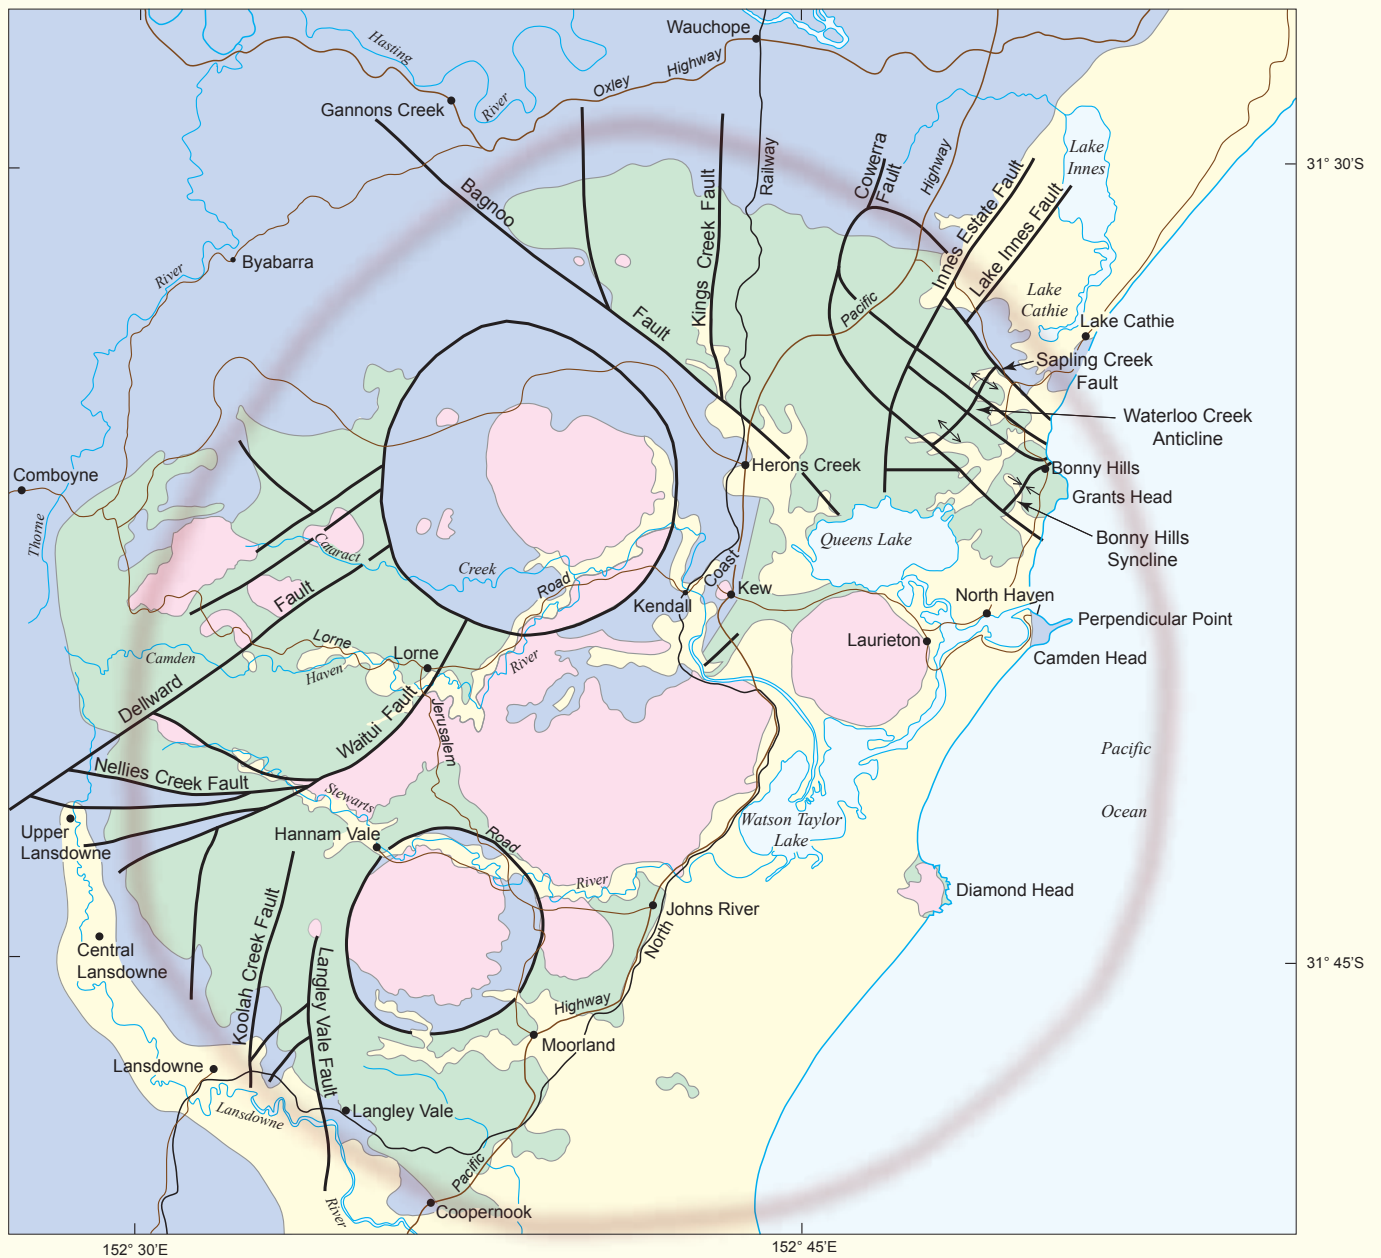 Wauchope
Hasting
River
Oxley
Highway
Gannons Creek
Railway
Cowerra
Fault
Highway
Lake
Innes
31° 30'S
Bagnoo
Fault
Kings Creek Fault
Innes Estate Fault
Lake Innes Fault
Byabarra
River
Pacific
Lake
Cathie
Lake Cathie
Sapling Creek
Fault
Waterloo Creek
Anticline
Comboyne
Herons Creek
Bonny Hills
Grants Head
Thorne
Cataract
Creek
Queens Lake
Bonny Hills
Syncline
Coast
Road
Kew
Kendall
North Haven
Fault
Perpendicular Point
Laurieton
Camden Head
Lorne
Lorne
Camden
Haven
River
Dellward
Waitui Fault
Jerusalem
Pacific
Ocean
Nellies Creek Fault
Stewarts
Watson Taylor
Lake
Upper
Lansdowne
Hannam Vale
Road
River
Diamond Head
Johns River
North
Central
Lansdowne
31° 45'S
Koolah Creek Fault
Langley Vale Fault
Highway
Moorland
Lansdowne
Lansdowne
Langley Vale
Pacific
River
Coopernook
152° 30'E
152° 45'E